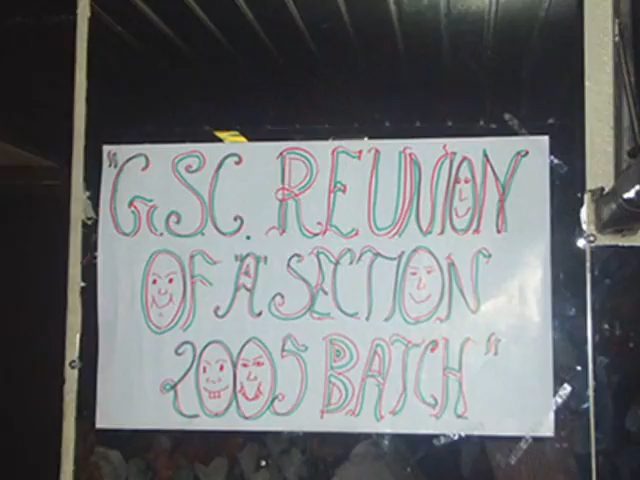 "G.S.C. REUNION
OF "A" SECTION
2005 BATCH"